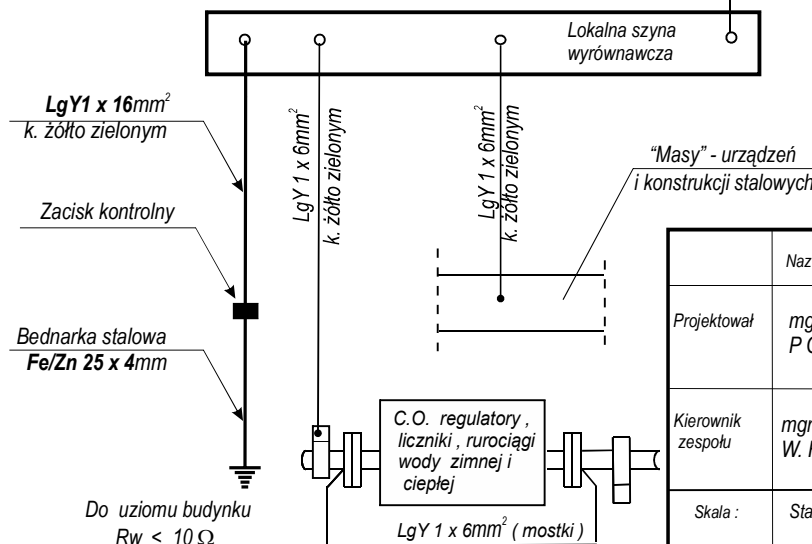 Lokalna szyna
wyrównawcza
LgY1 x 16mm²
k. żółto zielonym
LgY 1 x 6mm²
k. żółto zielonym
LgY 1 x 6mm²
k. żółto zielonym
“Masy” - urządzeń
i konstrukcji stalowych
Zacisk kontrolny
Bednarka stalowa
Fe/Zn 25 x 4mm
C.O. regulatory ,
liczniki , rurociągi
wody zimnej i
ciepłej
Do uziomu budynku
Rw < 10 Ω
LgY 1 x 6mm² ( mostki )
Projektował
Kierownik
zespołu
W.
Skala :